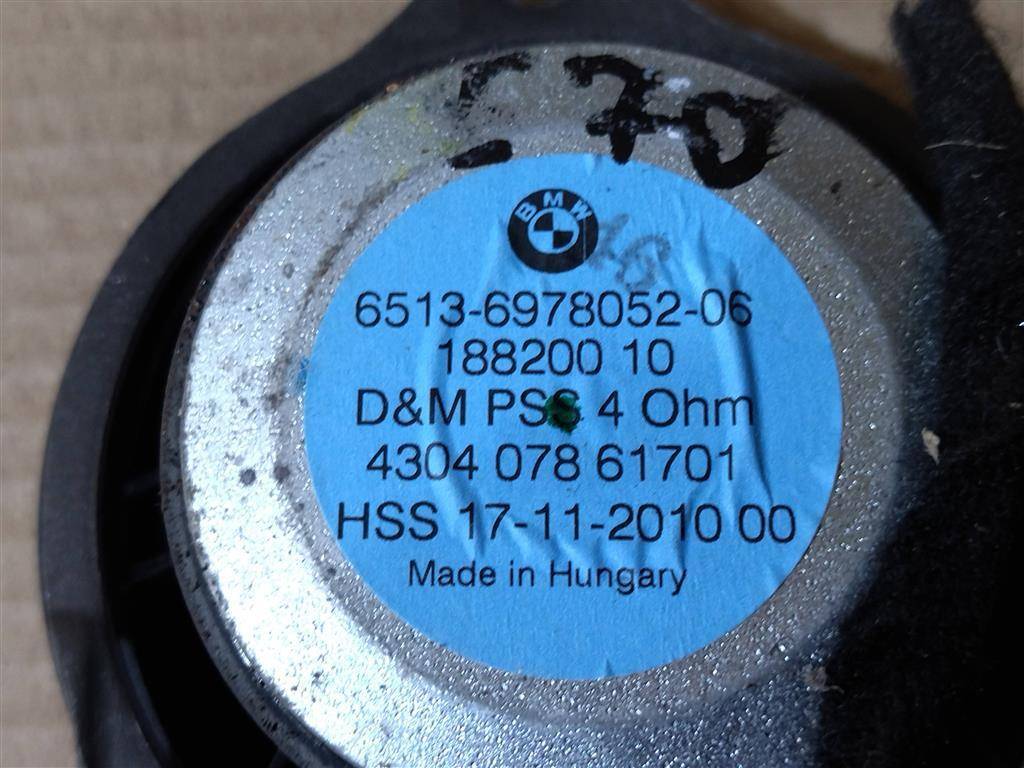 E70
BMW
6513-6978052-06
188200 10
D&M PSS 4 Ohm
4304 078 61701
HSS 17-11-2010 00
Made in Hungary